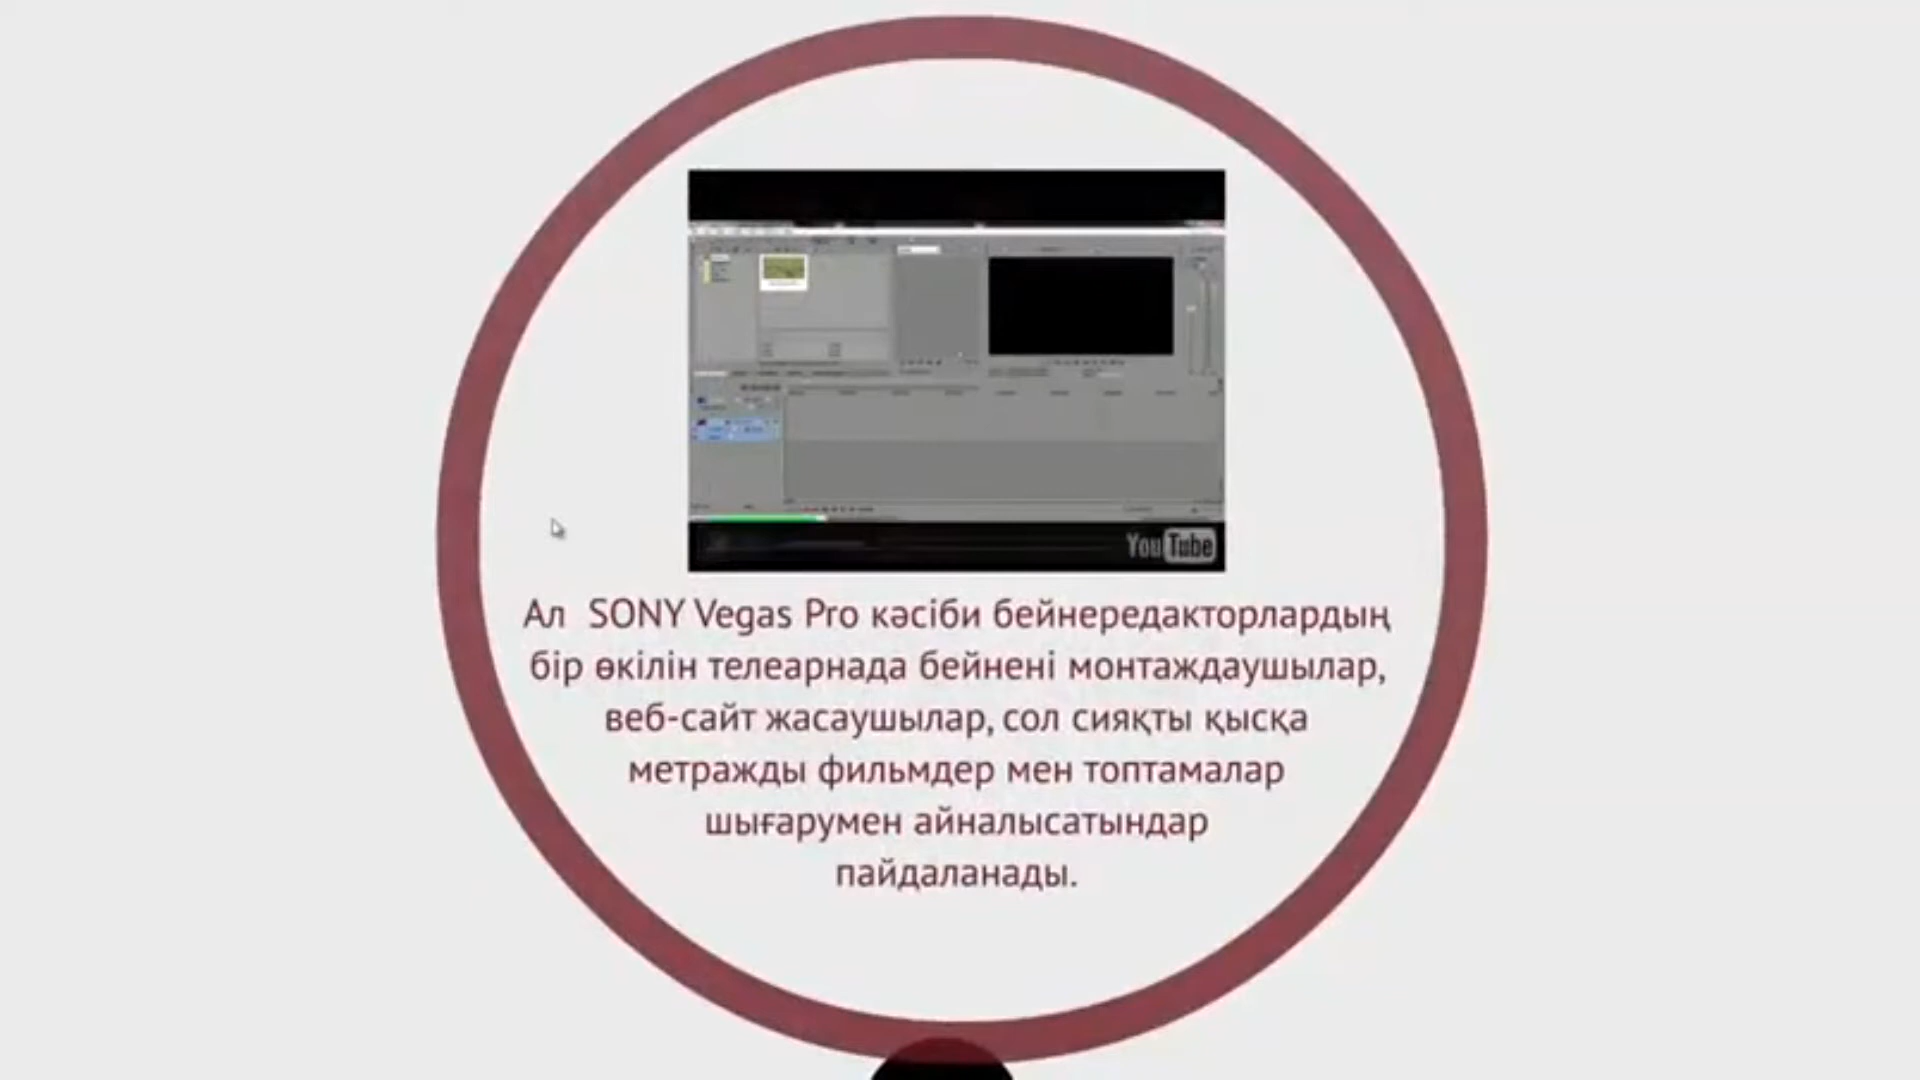 YouTube
Ал SONY Vegas Pro кәсіби бейнередакторлардың
бір өкілін телеарнада бейнені монтаждаушылар,
веб-сайт жасаушылар, сол сияқты қысқа
метражды фильмдер мен топтамалар
шығарумен айналысатындар
пайдаланады.